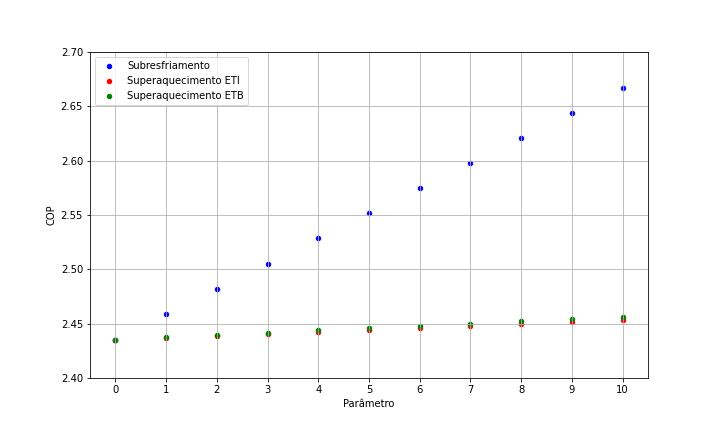 2.70
2.65
2.60
2.55
2.50
2.45
2.40
COP
Subresfriamento
Superaquecimento ETI
Superaquecimento ETB
0 1 2 3 4 5 6 7 8 9 10
Parâmetro